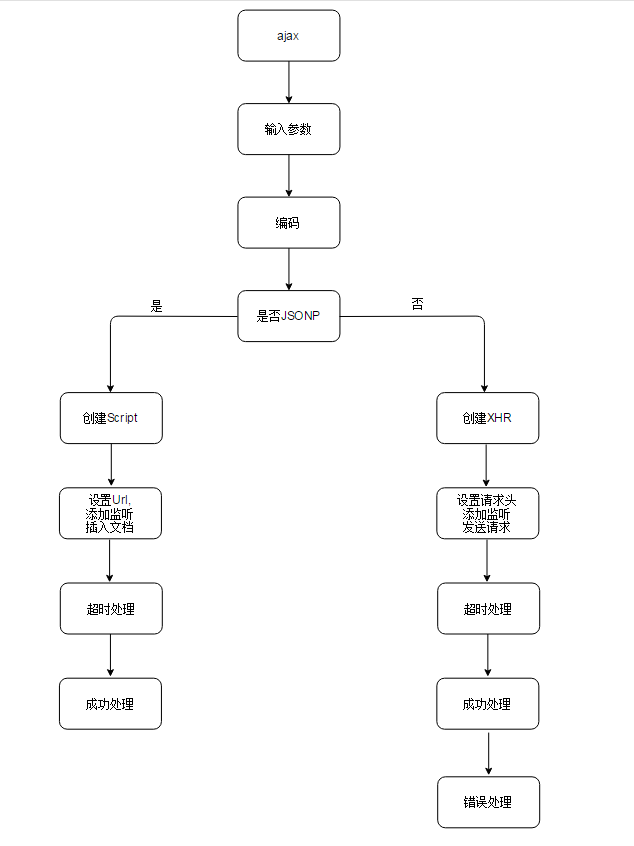 ajax
输入参数
编码
是否JSONP
是
否
创建Script
创建XHR
设置Url,
添加监听
插入文档
设置请求头
添加监听
发送请求
超时处理
超时处理
成功处理
成功处理
错误处理